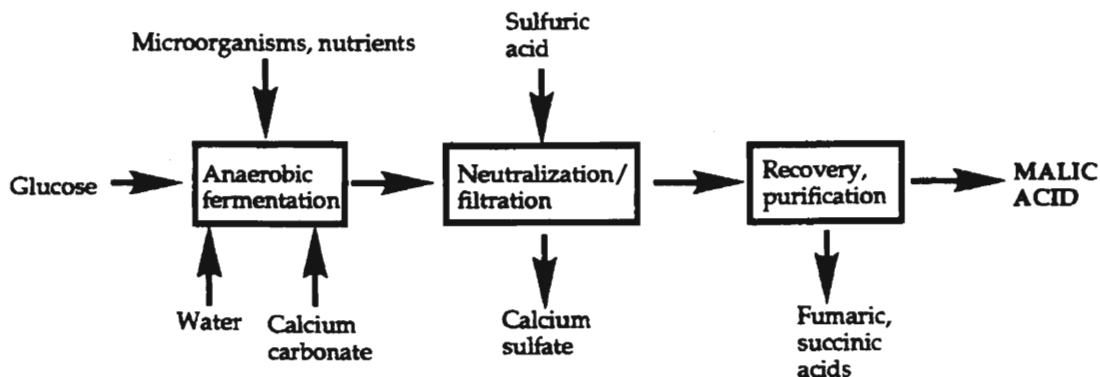 Microorganisms, nutrients
Sulfuric
acid
Glucose
Anaerobic
fermentation
Neutralization/
filtration
Recovery,
purification
MALIC
ACID
Water
Calcium
carbonate
Calcium
sulfate
Fumaric,
succinic
acids